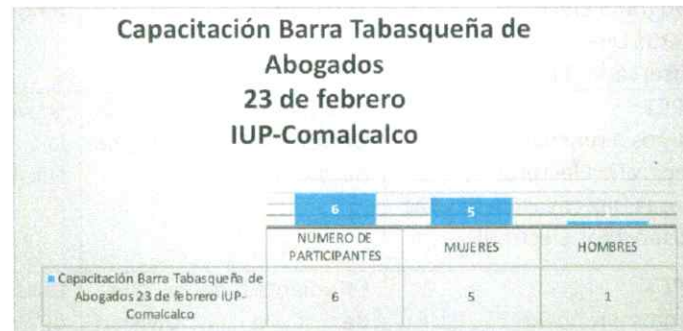 Capacitación Barra Tabasqueña de
Abogados
23 de febrero
IUP-Comalcalco
6
5
NUMERO DE
PARTICIPANTES
MUJERES
HOMBRES
Capacitación Barra Tabasqueña de
Abogados 23 de febrero IUP-
Comalcalco
6
5
1